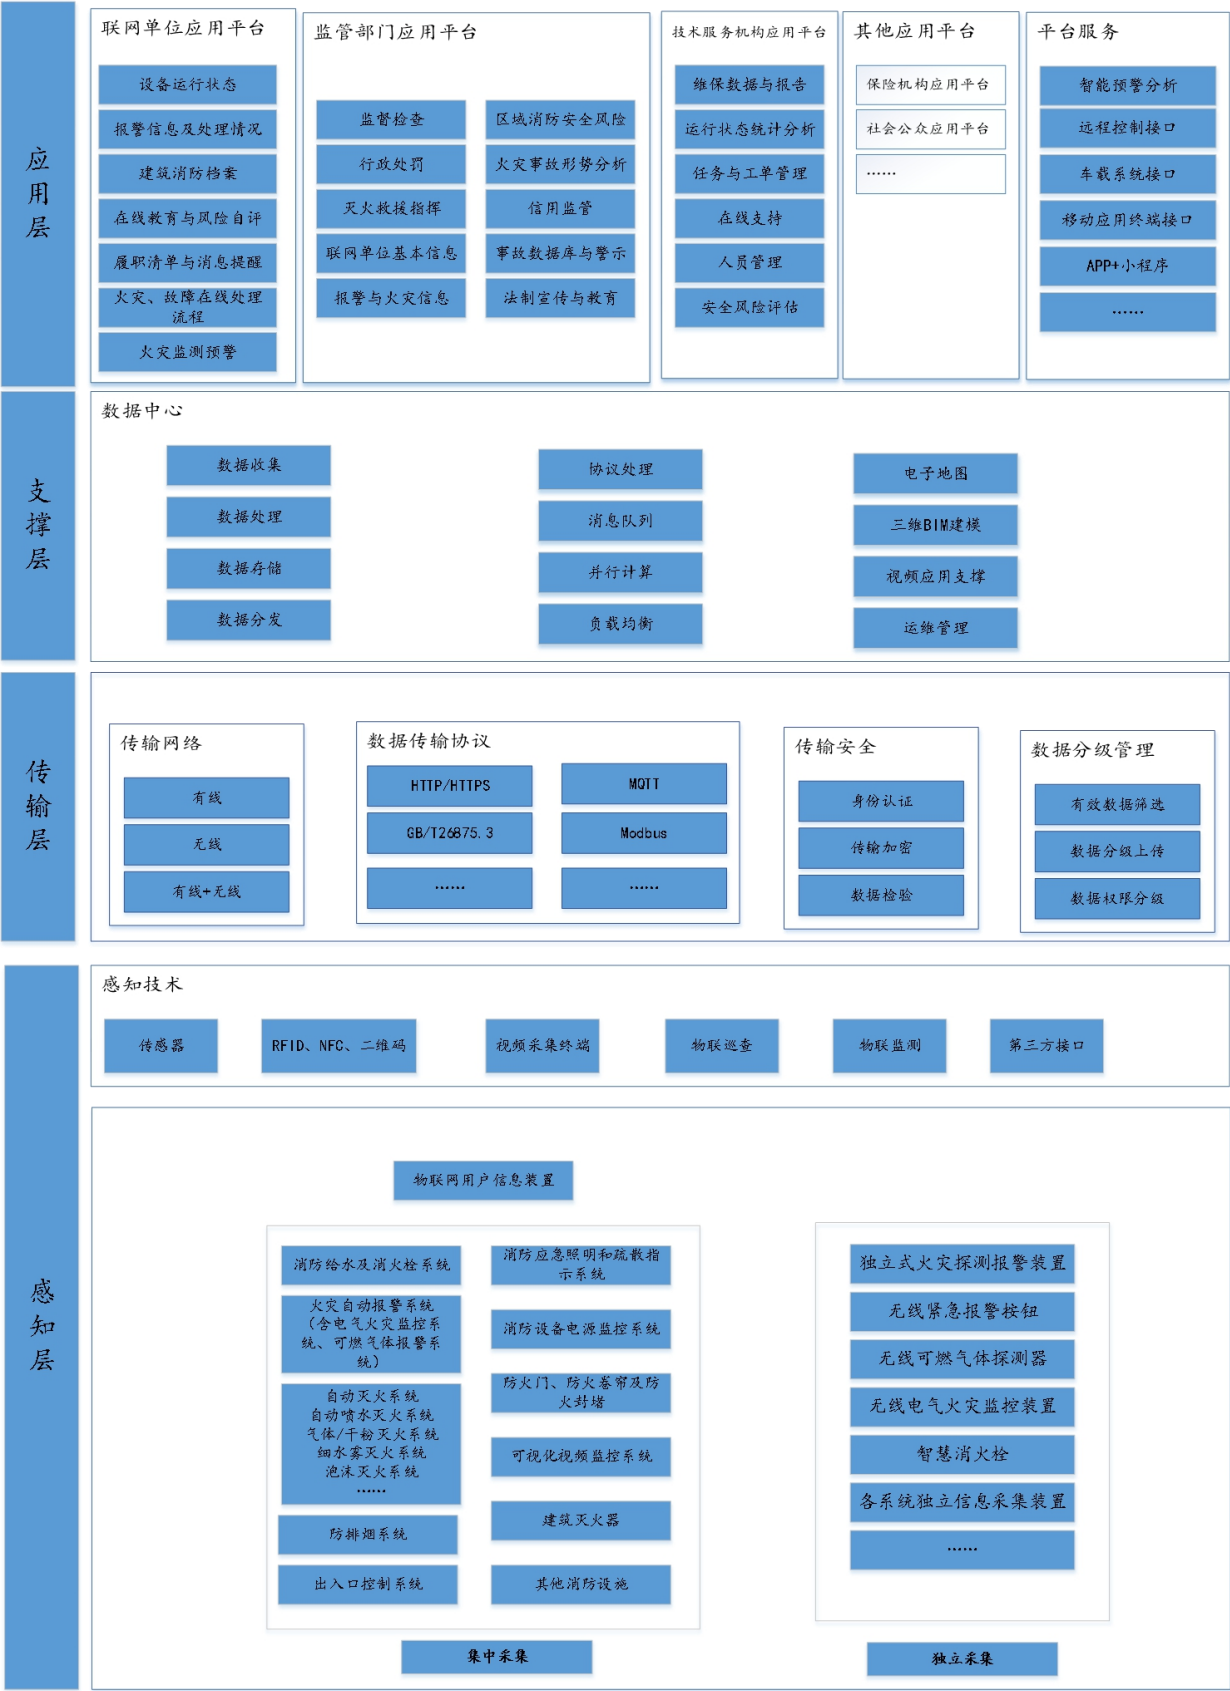 应用层
联网单位应用平台
设备运行状态
报警信息及处理情况
建筑消防档案
在线教育与风险自评
履职清单与消息提醒
火灾、故障在线处理
流程
火灾监测预警
监管部门应用平台
监督检查
行政处罚
灭火救援指挥
联网单位基本信息
报警与火灾信息
区域消防安全风险
火灾事故形势分析
信用监管
事故数据库与警示
法制宣传与教育
技术服务机构应用平台
维保数据与报告
运行状态统计分析
任务与工单管理
在线支持
人员管理
安全风险评估
其他应用平台
保险机构应用平台
社会公众应用平台
……
平台服务
智能预警分析
远程控制接口
车载系统接口
移动应用终端接口
APP+小程序
……
支撑层
数据中心
数据收集
数据处理
数据存储
数据分发
协议处理
消息队列
并行计算
负载均衡
电子地图
三维BIM建模
视频应用支撑
运维管理
传输层
传输网络
有线
无线
有线+无线
数据传输协议
HTTP/HTTPS
GB/T26875.3
……
MQTT
Modbus
……
传输安全
身份认证
传输加密
数据检验
数据分级管理
有效数据筛选
数据分级上传
数据权限分级
感知层
感知技术
传感器
RFID、NFC、二维码
视频采集终端
物联巡查
物联监测
第三方接口
物联网用户信息装置
消防给水及消火栓系统
火灾自动报警系统
（含电气火灾监控系
统、可燃气体报警系
统）
自动灭火系统
自动喷水灭火系统
气体/干粉灭火系统
细水雾灭火系统
泡沫灭火系统
……
防排烟系统
出入口控制系统
消防应急照明和疏散指
示系统
消防设备电源监控系统
防火门、防火卷帘及防
火封堵
可视化视频监控系统
建筑灭火器
其他消防设施
集中采集
独立式火灾探测报警装置
无线紧急报警按钮
无线可燃气体探测器
无线电气火灾监控装置
智慧消火栓
各系统独立信息采集装置
……
独立采集